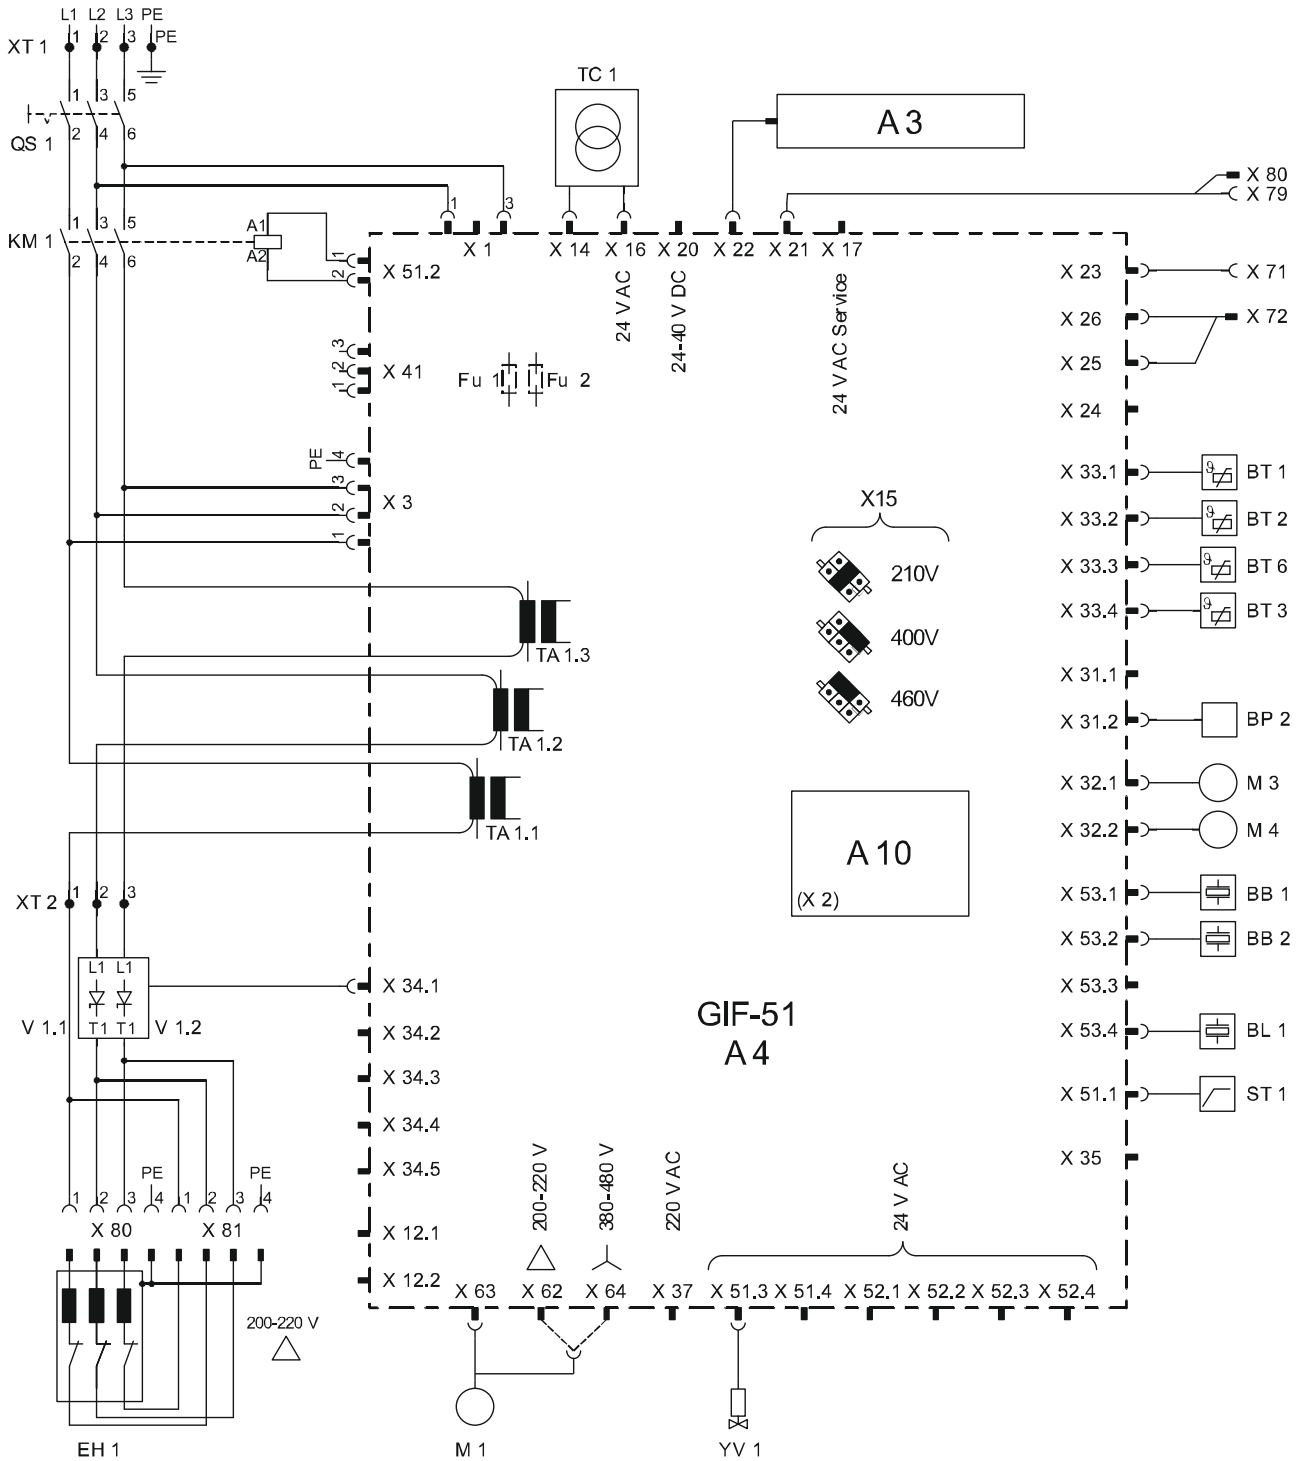 L1 L2 L3 PE
XT 1 1 2 3 PE
TC 1
A 3
1 3 5
QS 1 2 4 6
X 80
X 79
1 3
1 3 5
KM 1 2 4 6
A1
A2
1
2
X 51.2
X 1 X 14 X 16 X 20 X 22 X 21 X 17
24 V AC
24-40 V DC
24 V AC Service
X 23 X 71
X 26 X 72
X 25
X 24
3
2
1
X 41
Fu 1 Fu 2
PE 4
3
2
1
X 3
X 33.1 ϑ BT 1
X 33.2 ϑ BT 2
X 33.3 ϑ BT 6
X 33.4 ϑ BT 3
X15
210V
400V
460V
TA 1.3
TA 1.2
TA 1.1
X 31.1
X 31.2 BP 2
X 32.1 M 3
X 32.2 M 4
A 10
(X 2)
X 53.1 BB 1
X 53.2 BB 2
X 53.3
X 53.4 BL 1
X 51.1 ST 1
X 35
XT 2 1 2 3
L1 L1
V 1.1 T1 T1 V 1.2
X 34.1
X 34.2
X 34.3
X 34.4
X 34.5
X 12.1
X 12.2
GIF-51
A 4
PE PE
1 2 3 4 1 2 3 4
X 80 X 81
200-220 V
380-480 V
220 V AC
24 V AC
X 63 X 62 X 64 X 37 X 51.3 X 51.4 X 52.1 X 52.2 X 52.3 X 52.4
200-220 V
EH 1 M 1 YV 1